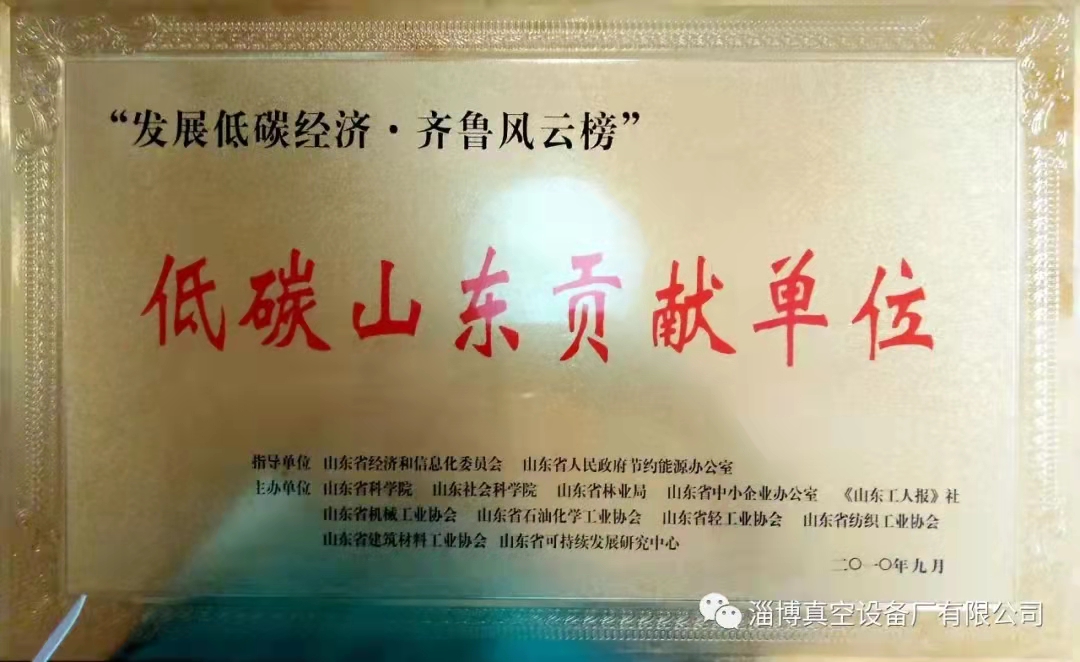 “发展低碳经济·齐鲁风云榜”
低碳山东贡献单位
指导单位 山东省经济和信息化委员会 山东省人民政府节约能源办公室
主办单位 山东省科学院 山东社会科学院 山东省林业局 山东省中小企业办公室 《山东工人报》社
山东省机械工业协会 山东省石油化学工业协会 山东省轻工业协会 山东省纺织工业协会
山东省建筑材料工业协会 山东省可持续发展研究中心
二〇一〇年九月
淄博真空设备厂有限公司